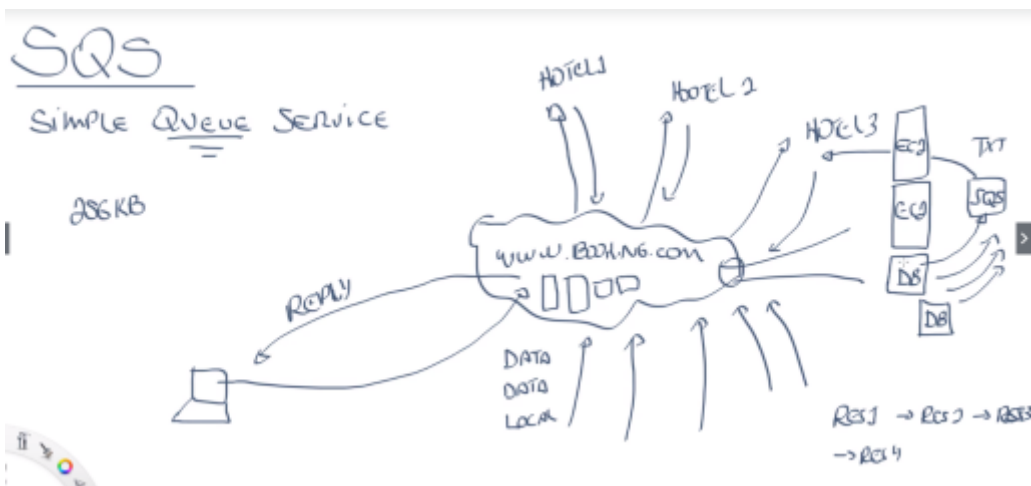 SQS
SIMPLE QUEUE SERVICE
256KB
HOTEL1
HOTEL 2
HOTEL3
EC2
TXT
EC2
SQS
WWW.BOOKING.COM
DB
DB
REPLY
DATA
DATA
LOCAL
RES1 → RES2 → RES3
→ RES4